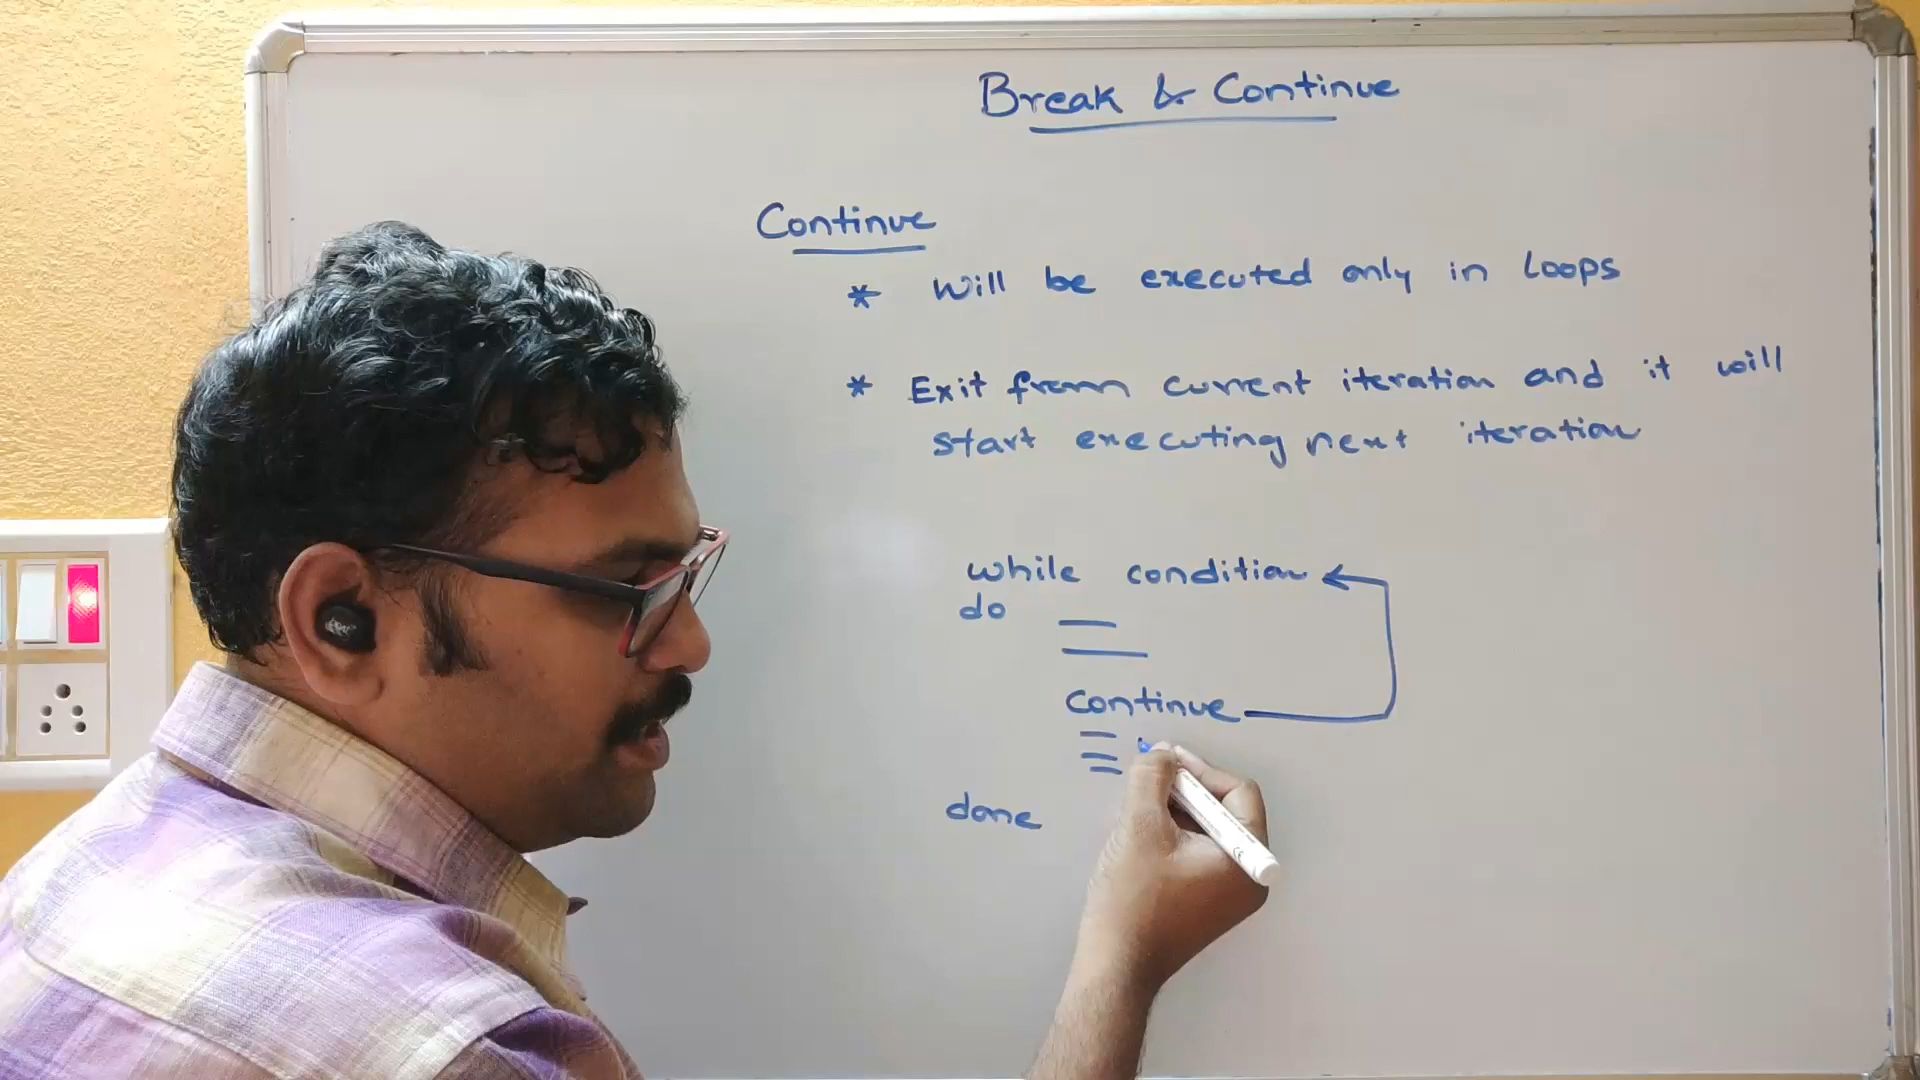 Break & Continue
Continue
* Will be executed only in Loops
* Exit from current iteration and it will
start executing next iteration
while condition
do
continue
done